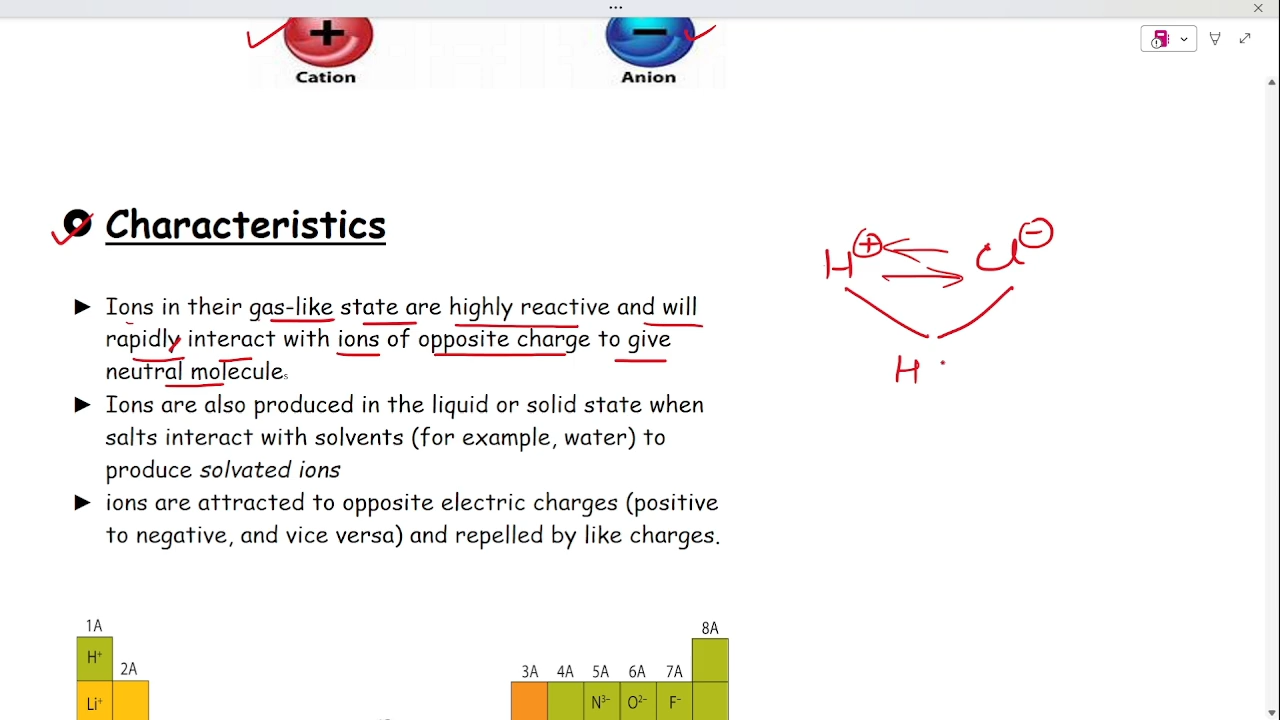 +
−
Cation
Anion
Characteristics
► Ions in their gas-like state are highly reactive and will
rapidly interact with ions of opposite charge to give
neutral molecules
► Ions are also produced in the liquid or solid state when
salts interact with solvents (for example, water) to
produce solvated ions
► ions are attracted to opposite electric charges (positive
to negative, and vice versa) and repelled by like charges.
H⁺ Cl⁻
H
1A
8A
H⁺
2A
3A 4A 5A 6A 7A
Li⁺
N³⁻ O²⁻ F⁻